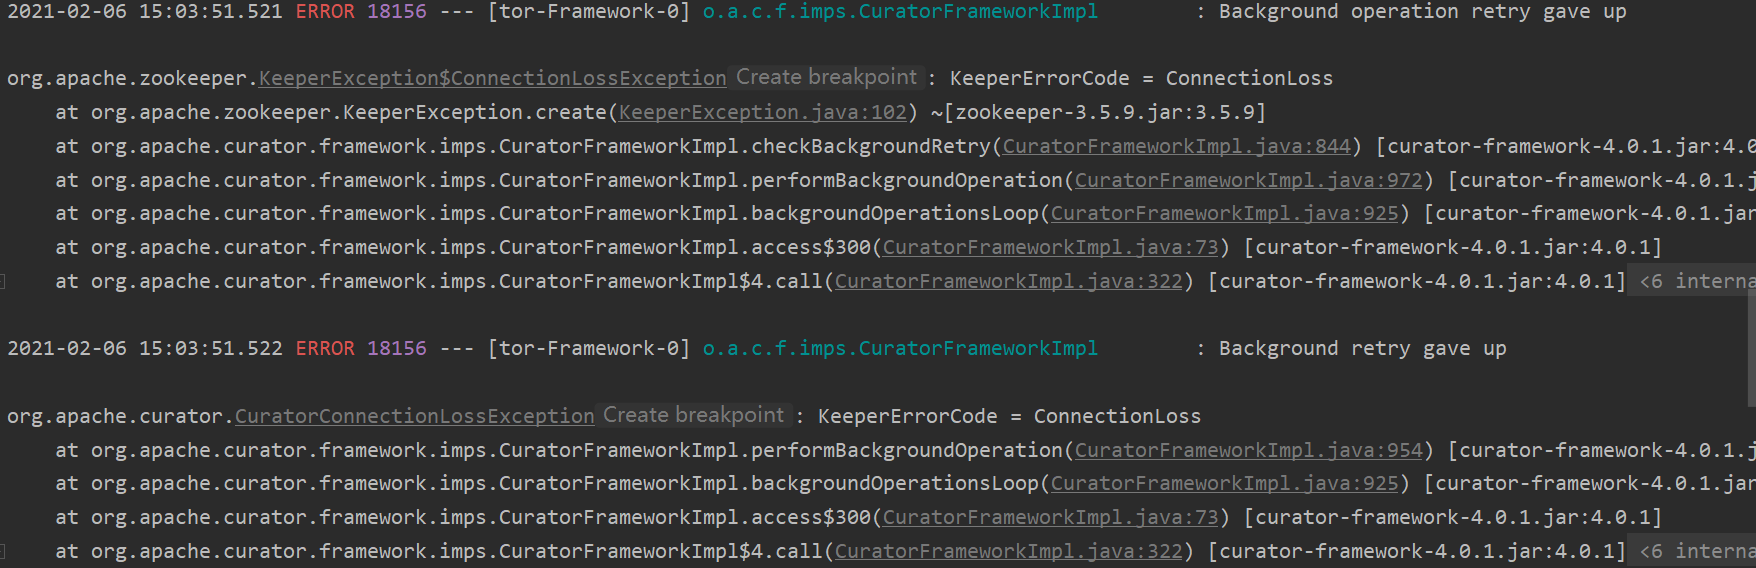 2021-02-06 15:03:51.521 ERROR 18156 --- [tor-Framework-0] o.a.c.f.imps.CuratorFrameworkImpl        : Background operation retry gave up
org.apache.zookeeper.KeeperException$ConnectionLossException Create breakpoint : KeeperErrorCode = ConnectionLoss
    at org.apache.zookeeper.KeeperException.create(KeeperException.java:102) ~[zookeeper-3.5.9.jar:3.5.9]
    at org.apache.curator.framework.imps.CuratorFrameworkImpl.checkBackgroundRetry(CuratorFrameworkImpl.java:844) [curator-framework-4.0.1.jar:4.0
    at org.apache.curator.framework.imps.CuratorFrameworkImpl.performBackgroundOperation(CuratorFrameworkImpl.java:972) [curator-framework-4.0.1.j
    at org.apache.curator.framework.imps.CuratorFrameworkImpl.backgroundOperationsLoop(CuratorFrameworkImpl.java:925) [curator-framework-4.0.1.jar
    at org.apache.curator.framework.imps.CuratorFrameworkImpl.access$300(CuratorFrameworkImpl.java:73) [curator-framework-4.0.1.jar:4.0.1]
    at org.apache.curator.framework.imps.CuratorFrameworkImpl$4.call(CuratorFrameworkImpl.java:322) [curator-framework-4.0.1.jar:4.0.1] <6 interna
2021-02-06 15:03:51.522 ERROR 18156 --- [tor-Framework-0] o.a.c.f.imps.CuratorFrameworkImpl        : Background retry gave up
org.apache.curator.CuratorConnectionLossException Create breakpoint : KeeperErrorCode = ConnectionLoss
    at org.apache.curator.framework.imps.CuratorFrameworkImpl.performBackgroundOperation(CuratorFrameworkImpl.java:954) [curator-framework-4.0.1.j
    at org.apache.curator.framework.imps.CuratorFrameworkImpl.backgroundOperationsLoop(CuratorFrameworkImpl.java:925) [curator-framework-4.0.1.jar
    at org.apache.curator.framework.imps.CuratorFrameworkImpl.access$300(CuratorFrameworkImpl.java:73) [curator-framework-4.0.1.jar:4.0.1]
    at org.apache.curator.framework.imps.CuratorFrameworkImpl$4.call(CuratorFrameworkImpl.java:322) [curator-framework-4.0.1.jar:4.0.1] <6 interna